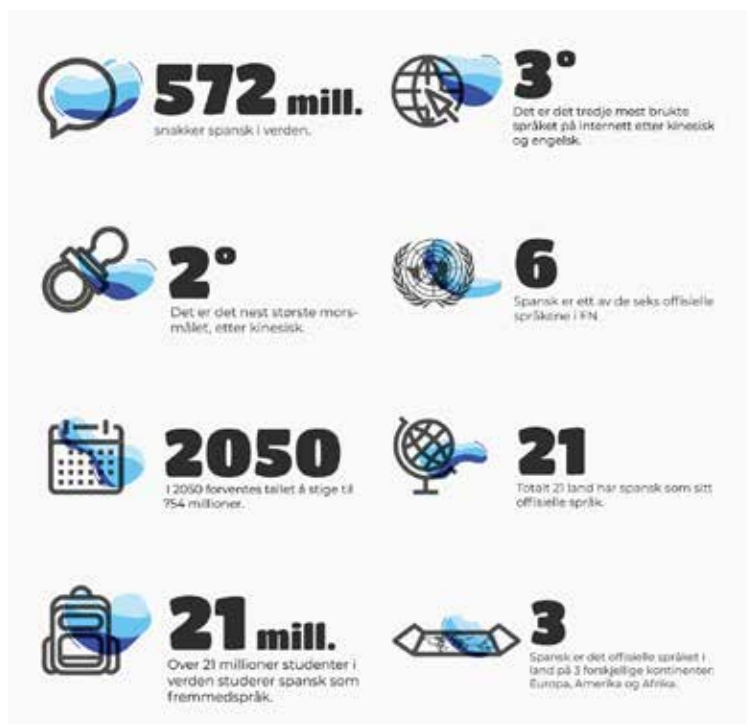 572 mill.
snakker spansk i verden.
3º
Det er det tredje mest brukte
språket på internett etter kinesisk
og engelsk.
2º
Det er det nest største mors-
målet, etter kinesisk.
6
Spansk er ett av de seks offisielle
språkene i FN
2050
I 2050 forventes tallet å stige til
754 millioner.
21
Totalt 21 land har spansk som sitt
offisielle språk.
21 mill.
Over 21 millioner studenter i
verden studerer spansk som
fremmedspråk.
3
Spansk er det offisielle språket i
land på 3 forskjellige kontinenter:
Europa, Amerika og Afrika.